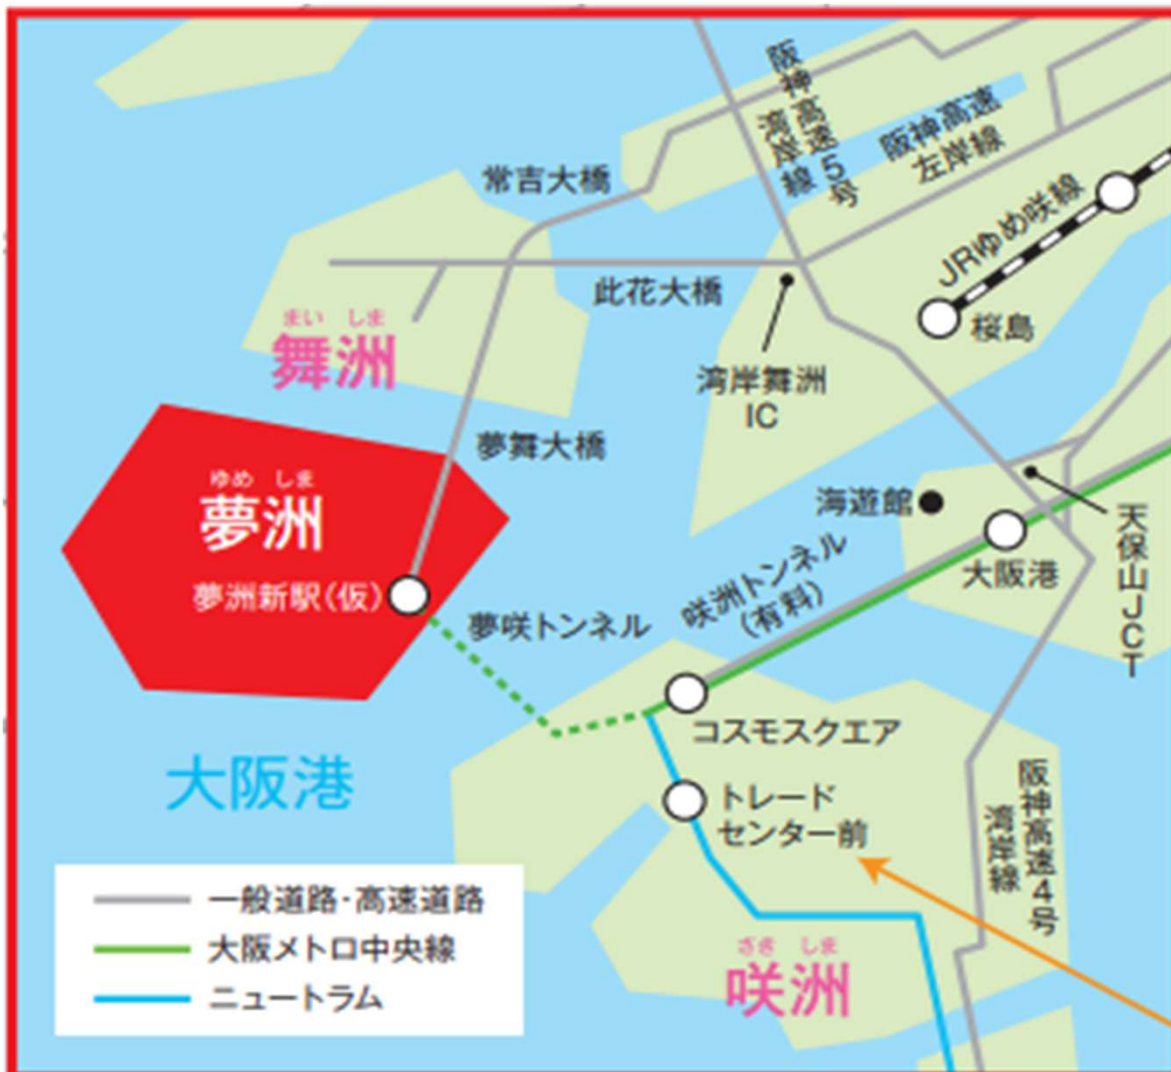 阪神高速5号
湾岸線
阪神高速
左岸線
常吉大橋
JRゆめ咲線
此花大橋
桜島
まい しま
舞洲
湾岸舞洲
IC
夢舞大橋
ゆめ しま
夢洲
海遊館
天保山JCT
大阪港
咲洲トンネル
(有料)
夢洲新駅(仮)
夢咲トンネル
コスモスクエア
大阪港
トレード
センター前
阪神高速4号
湾岸線
一般道路・高速道路
大阪メトロ中央線
ニュートラム
さき しま
咲洲